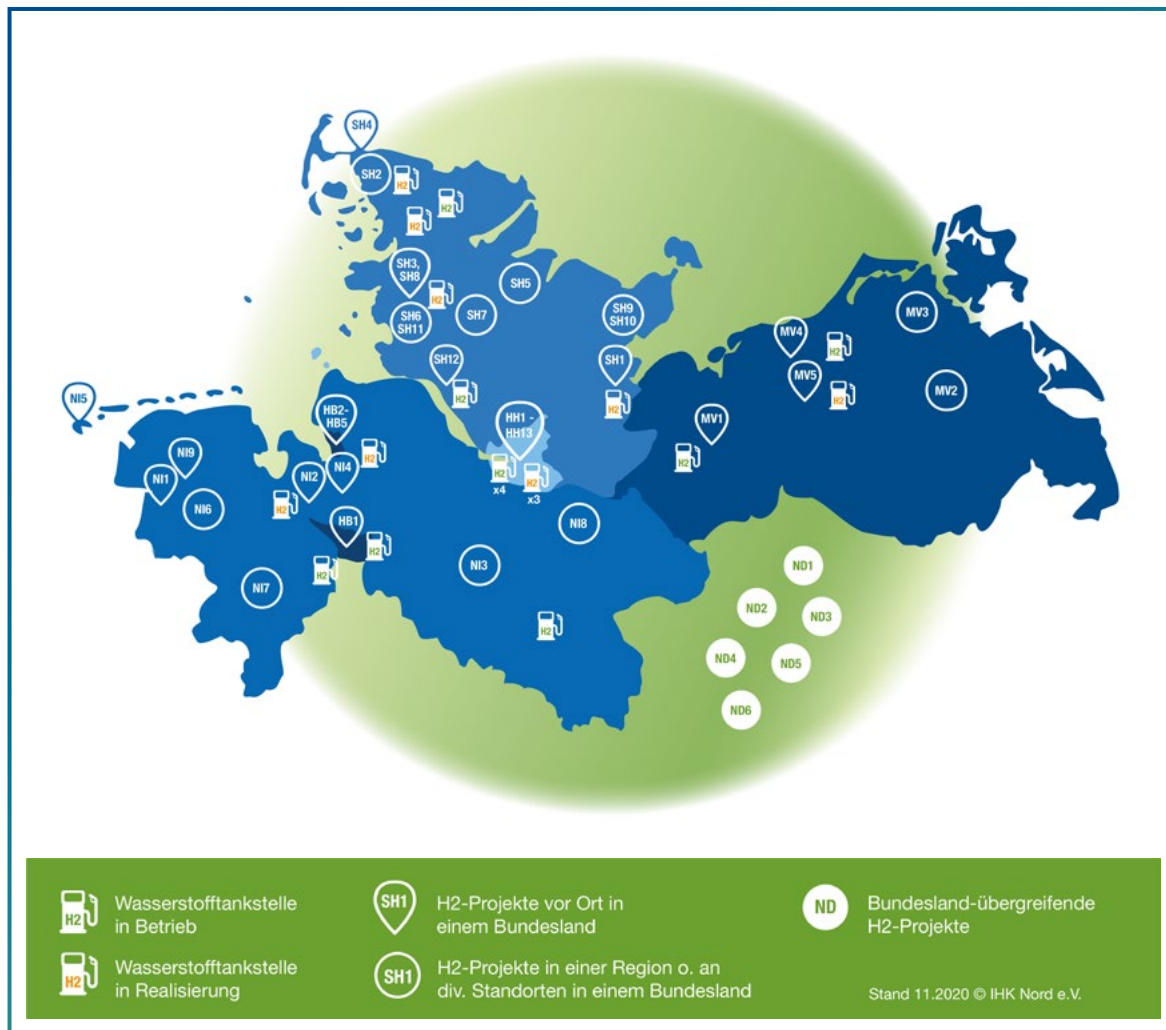 SH4
SH2
H2
H2
H2
SH3,
SH8
H2
SH5
SH6
SH11
SH7
SH9
SH10
SH12
H2
SH1
H2
MV3
MV4
H2
MV5
H2
MV2
MV1
H2
NI5
HB2-
HB5
H2
HH1 -
HH13
H2
x4
H2
x3
NI9
NI1
NI2
NI4
NI6
H2
HB1
H2
H2
NI8
NI3
NI7
H2
ND1
ND2
ND3
ND4
ND5
ND6
H2
Wasserstofftankstelle
in Betrieb
H2
Wasserstofftankstelle
in Realisierung
SH1
H2-Projekte vor Ort in
einem Bundesland
SH1
H2-Projekte in einer Region o. an
div. Standorten in einem Bundesland
ND
Bundesland-übergreifende
H2-Projekte
Stand 11.2020 © IHK Nord e.V.